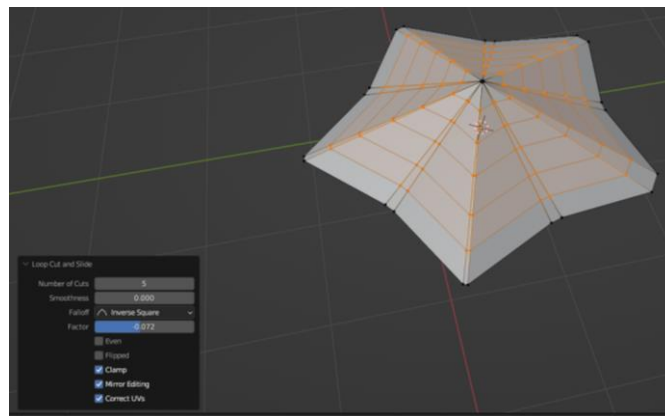 Loop Cut and Slide
Number of Cuts 5
Smoothness 0.000
Falloff Inverse Square
Factor -0.072
Even
Flipped
Clamp
Mirror Editing
Correct UVs